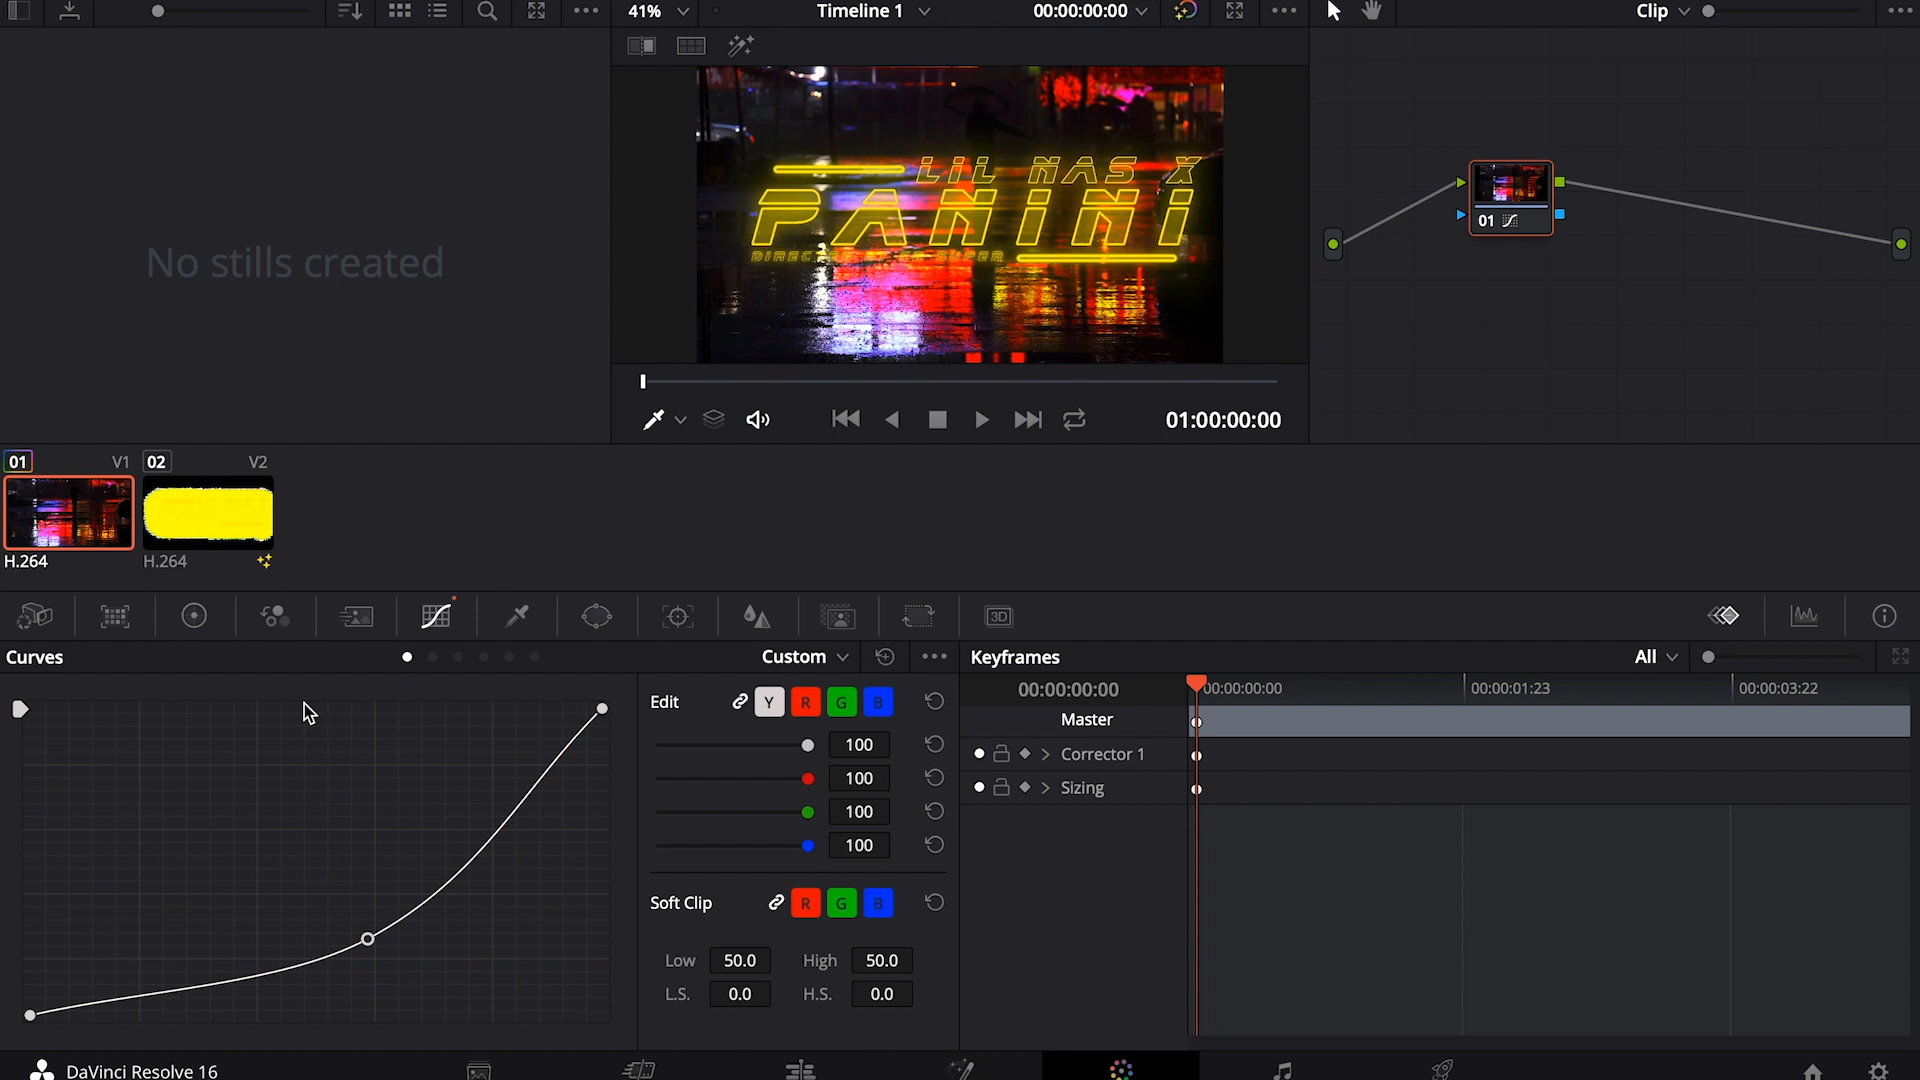 41%
Timeline 1
00:00:00:00
Clip
LIL NAS X
PANINI
DIRECTED BY
SUPER
No stills created
01:00:00:00
01 V1 02 V2
H.264 H.264
01
3D
Curves
Custom
Keyframes
All
Edit Y R G B
100
100
100
100
Soft Clip R G B
Low 50.0 High 50.0
L.S. 0.0 H.S. 0.0
00:00:00:00 00:00:00:00 00:00:01:23 00:00:03:22
Master
Corrector 1
Sizing
DaVinci Resolve 16